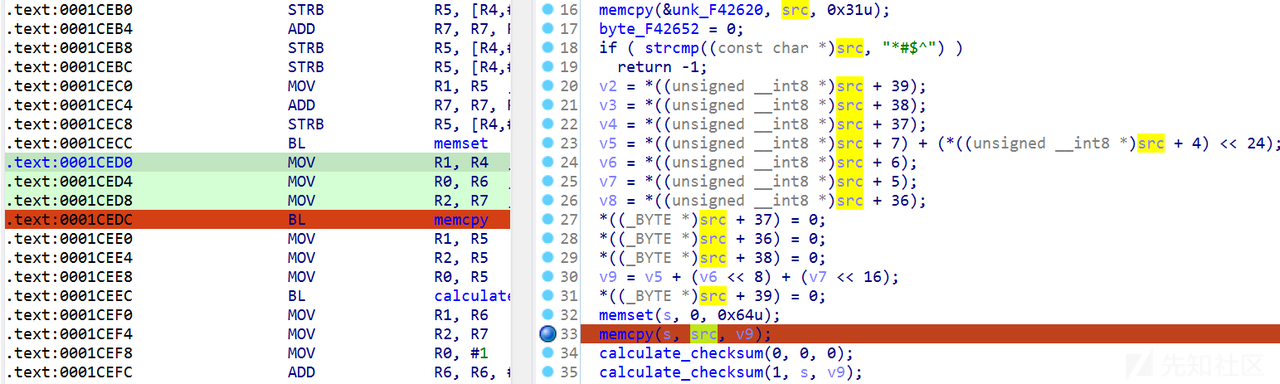 .text:0001CEB0 STRB R5, [R4,#
.text:0001CEB4 ADD R7, R7, F
.text:0001CEB8 STRB R5, [R4,#
.text:0001CEBC STRB R5, [R4,#
.text:0001CEC0 MOV R1, R5
.text:0001CEC4 ADD R7, R7, F
.text:0001CEC8 STRB R5, [R4,#
.text:0001CECC BL memset
.text:0001CED0 MOV R1, R4
.text:0001CED4 MOV R0, R6
.text:0001CED8 MOV R2, R7
.text:0001CEDC BL memcpy
.text:0001CEE0 MOV R1, R5
.text:0001CEE4 MOV R2, R5
.text:0001CEE8 MOV R0, R5
.text:0001CEEC BL calculate
.text:0001CEF0 MOV R1, R6
.text:0001CEF4 MOV R2, R7
.text:0001CEF8 MOV R0, #1
.text:0001CEFC ADD R6, R6, #
16 memcpy(&unk_F42620, src, 0x31u);
17 byte_F42652 = 0;
18 if ( strcmp((const char *)src, "*#$^") )
19 return -1;
20 v2 = *((unsigned __int8 *)src + 39);
21 v3 = *((unsigned __int8 *)src + 38);
22 v4 = *((unsigned __int8 *)src + 37);
23 v5 = *((unsigned __int8 *)src + 7) + (*((unsigned __int8 *)src + 4) << 24);
24 v6 = *((unsigned __int8 *)src + 6);
25 v7 = *((unsigned __int8 *)src + 5);
26 v8 = *((unsigned __int8 *)src + 36);
27 *((_BYTE *)src + 37) = 0;
28 *((_BYTE *)src + 36) = 0;
29 *((_BYTE *)src + 38) = 0;
30 v9 = v5 + (v6 << 8) + (v7 << 16);
31 *((_BYTE *)src + 39) = 0;
32 memset(s, 0, 0x64u);
33 memcpy(s, src, v9);
34 calculate_checksum(0, 0, 0);
35 calculate_checksum(1, s, v9);
先知社区